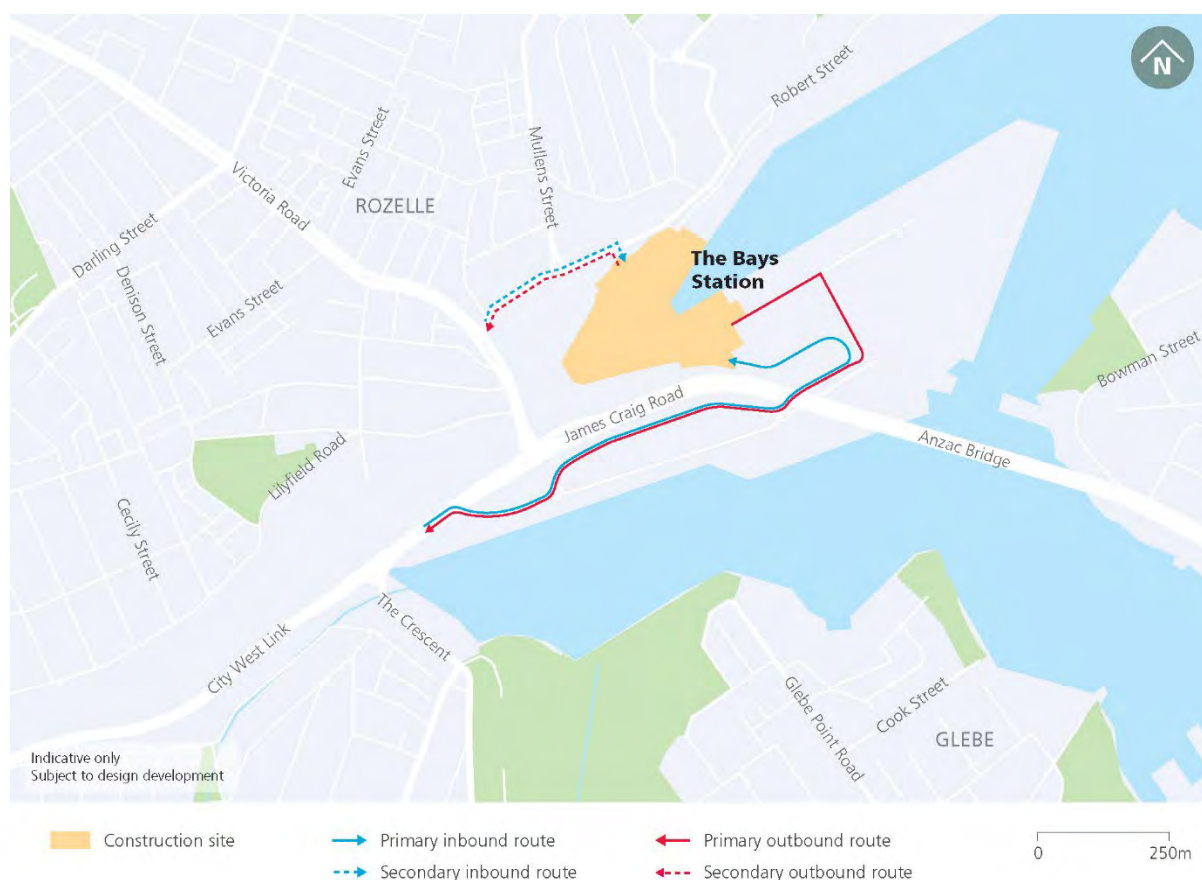 N
Robert Street
Mullens Street
Evans Street
Victoria Road
ROZELLE
Darling Street
Denison Street
Evans Street
The Bays
Station
Bowman Street
James Craig Road
Anzac Bridge
Lilyfield Road
Cecily Street
The Crescent
City West Link
Glebe Point Road
Cook Street
GLEBE
Indicative only
Subject to design development
Construction site
Primary inbound route
Primary outbound route
Secondary inbound route
Secondary outbound route
0
250m